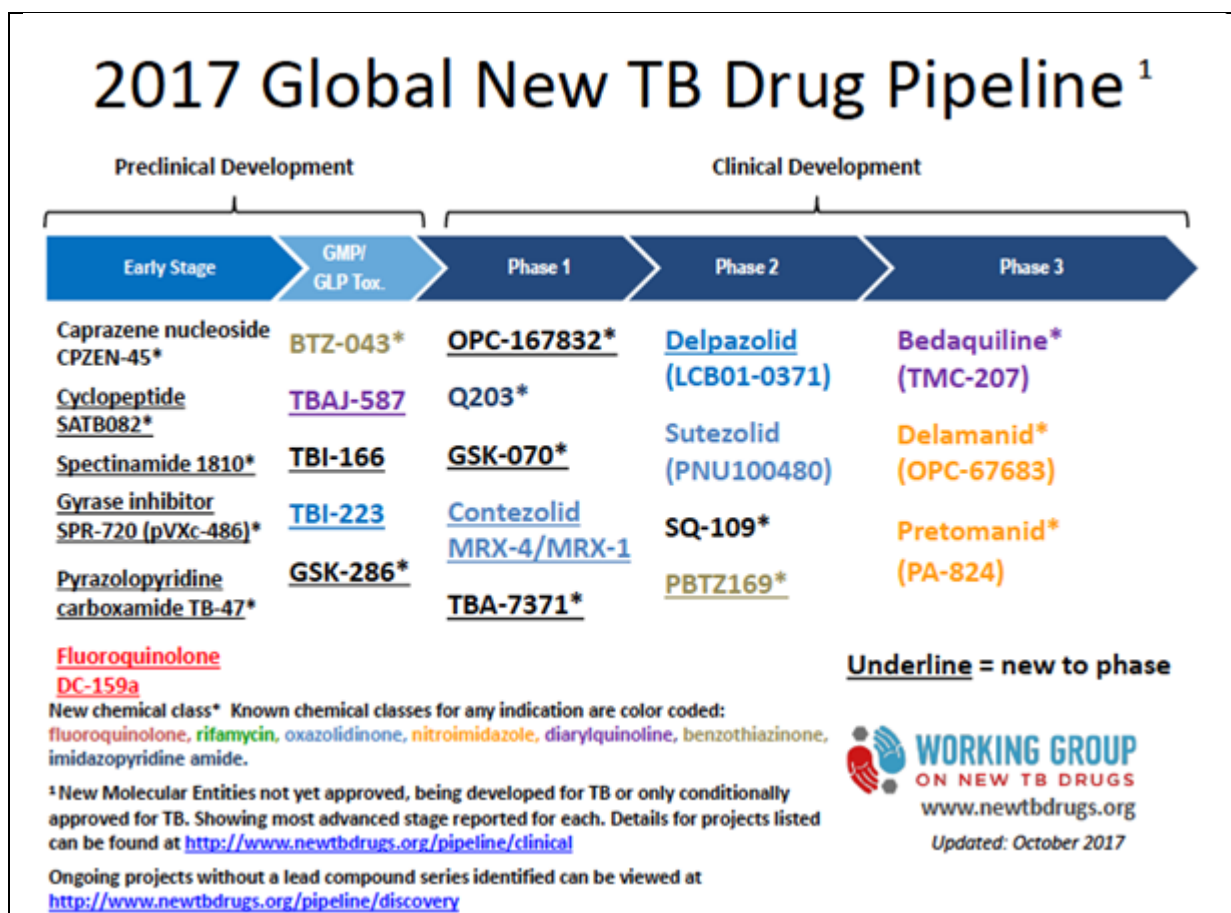 2017 Global New TB Drug Pipeline 1
Preclinical Development
Clinical Development
Early Stage
GMP/
GLP Tox.
Phase 1
Phase 2
Phase 3
Caprazene nucleoside
CPZEN-45*
Cyclopeptide
SATB082*
Spectinamide 1810*
Gyrase inhibitor
SPR-720 (pVXc-486)*
Pyrazolopyridine
carboxamide TB-47*
Fluoroquinolone
DC-159a
BTZ-043*
TBAJ-587
TBI-166
TBI-223
GSK-286*
OPC-167832*
Q203*
GSK-070*
Contezolid
MRX-4/MRX-1
TBA-7371*
Delpazolid
(LCB01-0371)
Sutezolid
(PNU100480)
SQ-109*
PBTZ169*
Bedaquiline*
(TMC-207)
Delamanid*
(OPC-67683)
Pretomanid*
(PA-824)
Underline = new to phase
New chemical class* Known chemical classes for any indication are color coded:
fluoroquinolone, rifamycin, oxazolidinone, nitroimidazole, diarylquinoline, benzothiazinone,
imidazopyridine amide.
1 New Molecular Entities not yet approved, being developed for TB or only conditionally
approved for TB. Showing most advanced stage reported for each. Details for projects listed
can be found at http://www.newtbdrugs.org/pipeline/clinical
Ongoing projects without a lead compound series identified can be viewed at
http://www.newtbdrugs.org/pipeline/discovery
WORKING GROUP
ON NEW TB DRUGS
www.newtbdrugs.org
Updated: October 2017